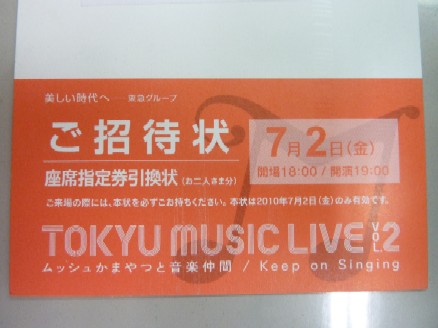 美しい時代へ──東急グループ
ご招待状
7月2日(金)
開場18:00 / 開演19:00
座席指定券引換状 (お二人さま分)
ご来場の際には、本状を必ずお持ちください。本状は2010年7月2日(金)のみ有効です。
TOKYU MUSIC LIVE VOL.2
ムッシュかまやつと音楽仲間 / Keep on Singing